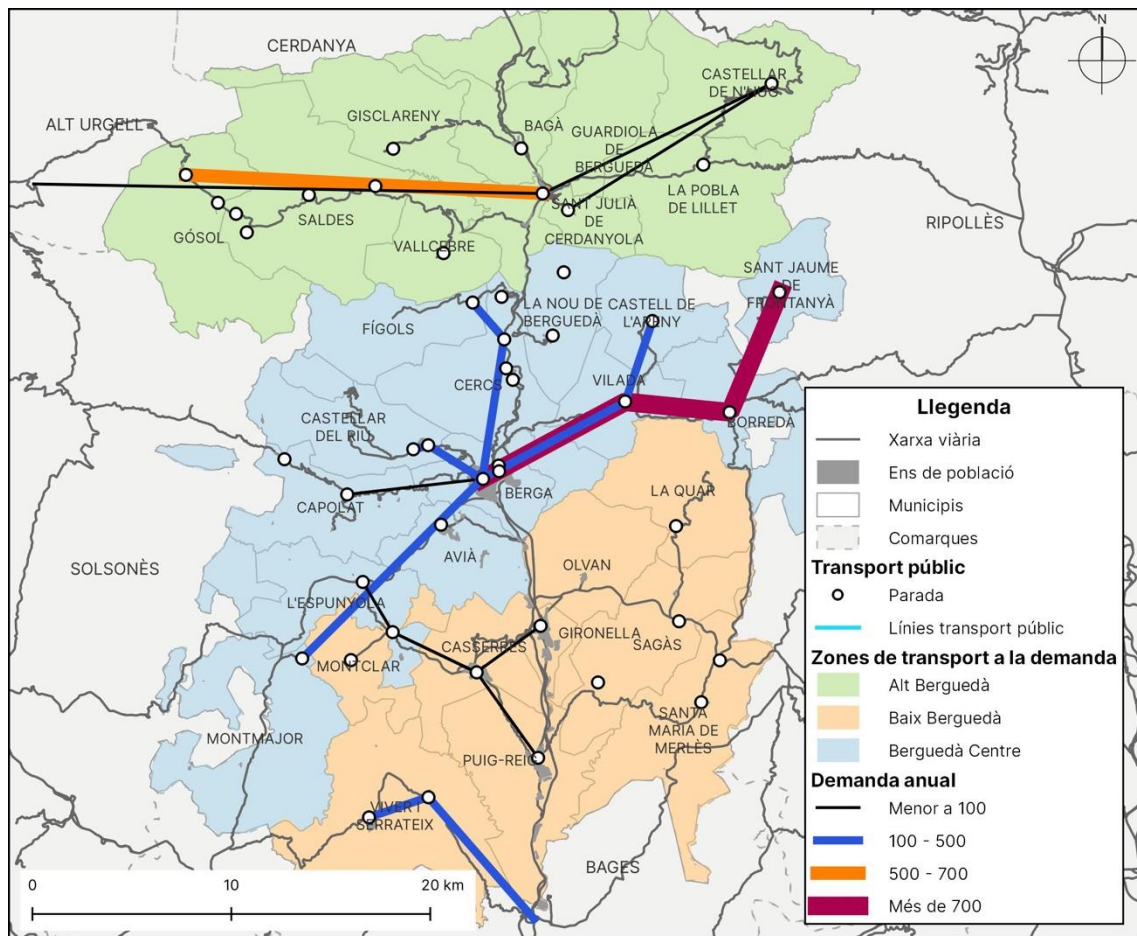 N
CERDANYA
CASTELLAR
DE N'HUG
ALT URGELL
GISCLARENY
BAGÀ
GUARDIOLA
DE
BERGUEDÀ
LA POBLA
DE LILLET
SALDES
SANT JULIÀ
DE
CERDANYOLA
GÓSOL
VALLCEBRE
RIPOLLÈS
SANT JAUME
DE
FRONTANYÀ
LA NOU DE
BERGUEDÀ
CASTELL DE
L'ARENY
FÍGOLS
CERCS
VILADA
BORREDÀ
CASTELLAR
DEL RIU
BERGA
CAPOLAT
LA QUAR
AVIÀ
SOLSONÈS
OLVAN
L'ESPUNYOLA
GIRONELLA
CASSERRES
SAGÀS
MONTCLAR
SANTA
MARIA DE
MERLÈS
MONTMAJOR
PUIG-REIG
VIVER I
SERRATEIX
BAGES
0 10 20 km
Llegenda
Xarxa viària
Ens de població
Municipis
Comarques
Transport públic
Parada
Línies transport públic
Zones de transport a la demanda
Alt Berguedà
Baix Berguedà
Berguedà Centre
Demanda anual
Menor a 100
100 - 500
500 - 700
Més de 700